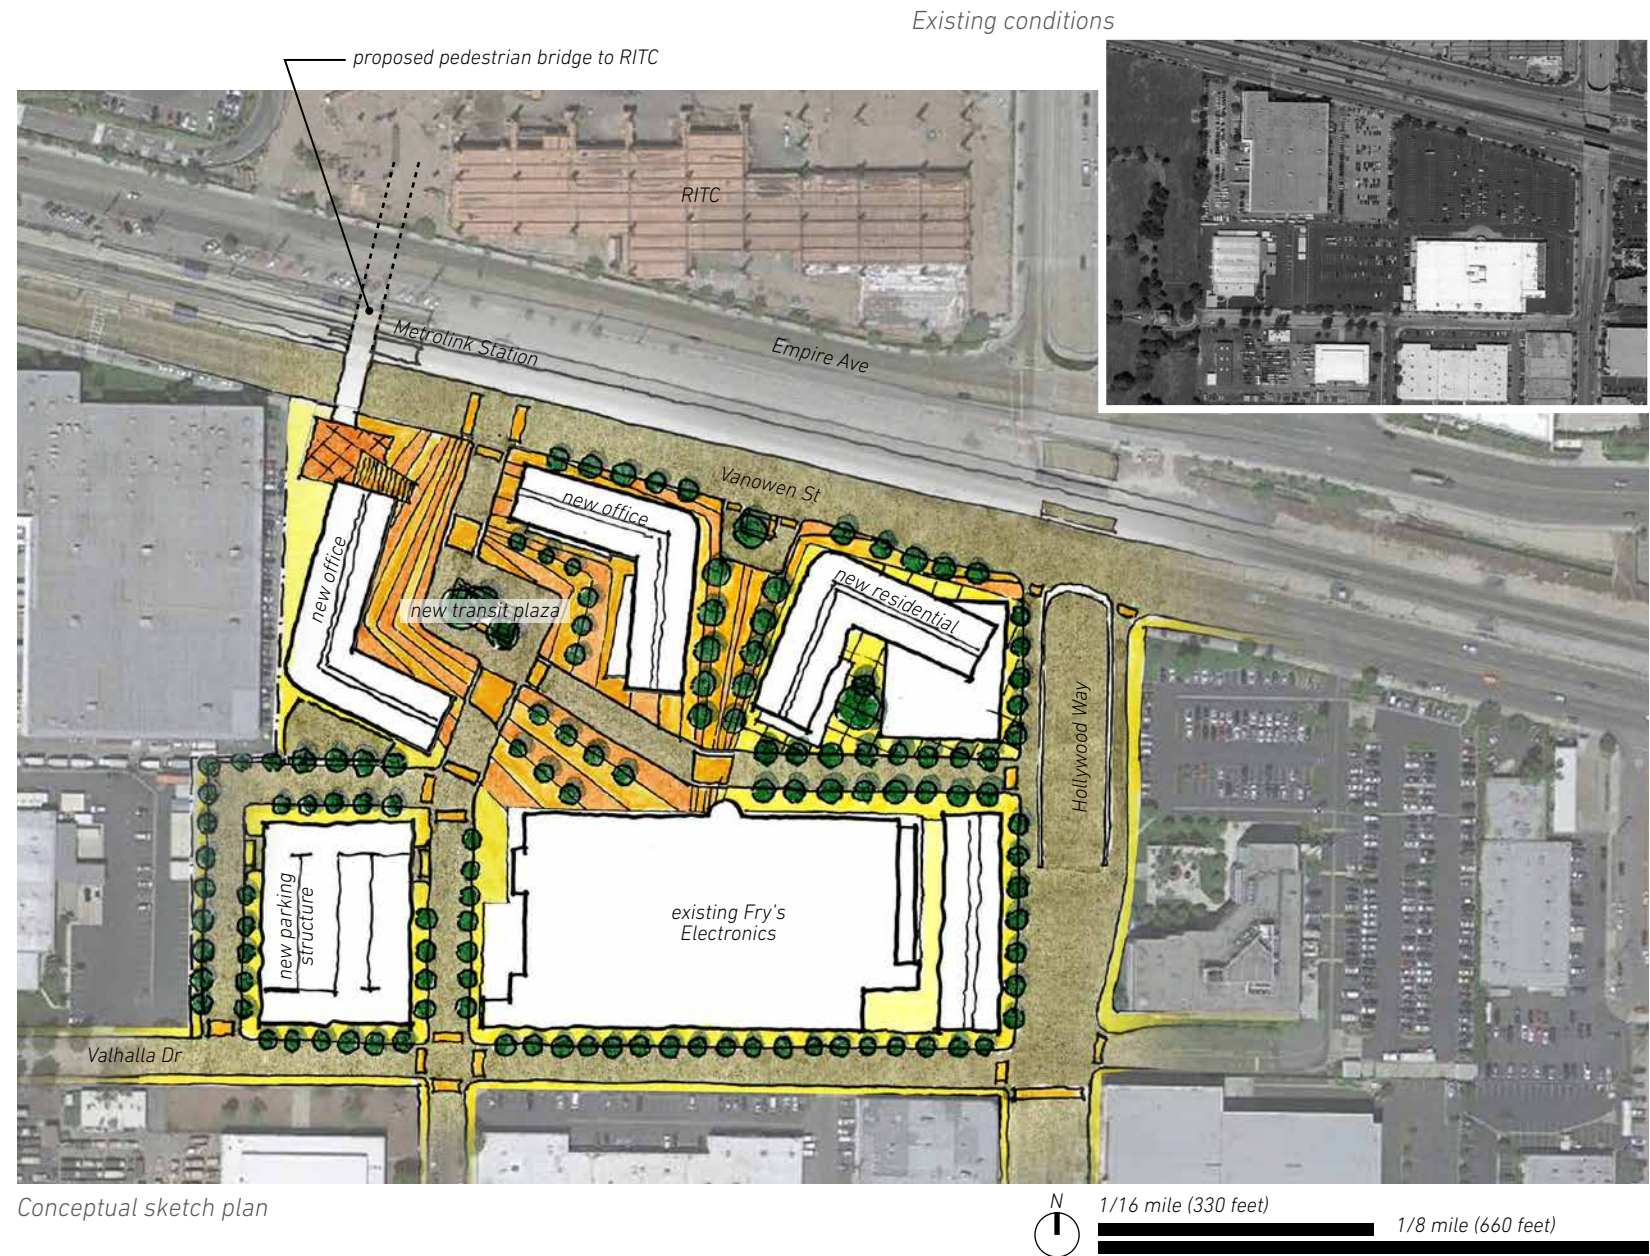 Existing conditions
proposed pedestrian bridge to RITC
RITC
Metrolink Station
Empire Ave
Vanowen St
new office
new office
new residential
new transit plaza
Hollywood Way
new parking
structure
existing Fry's
Electronics
Valhalla Dr
Conceptual sketch plan
N
1/16 mile (330 feet)
1/8 mile (660 feet)